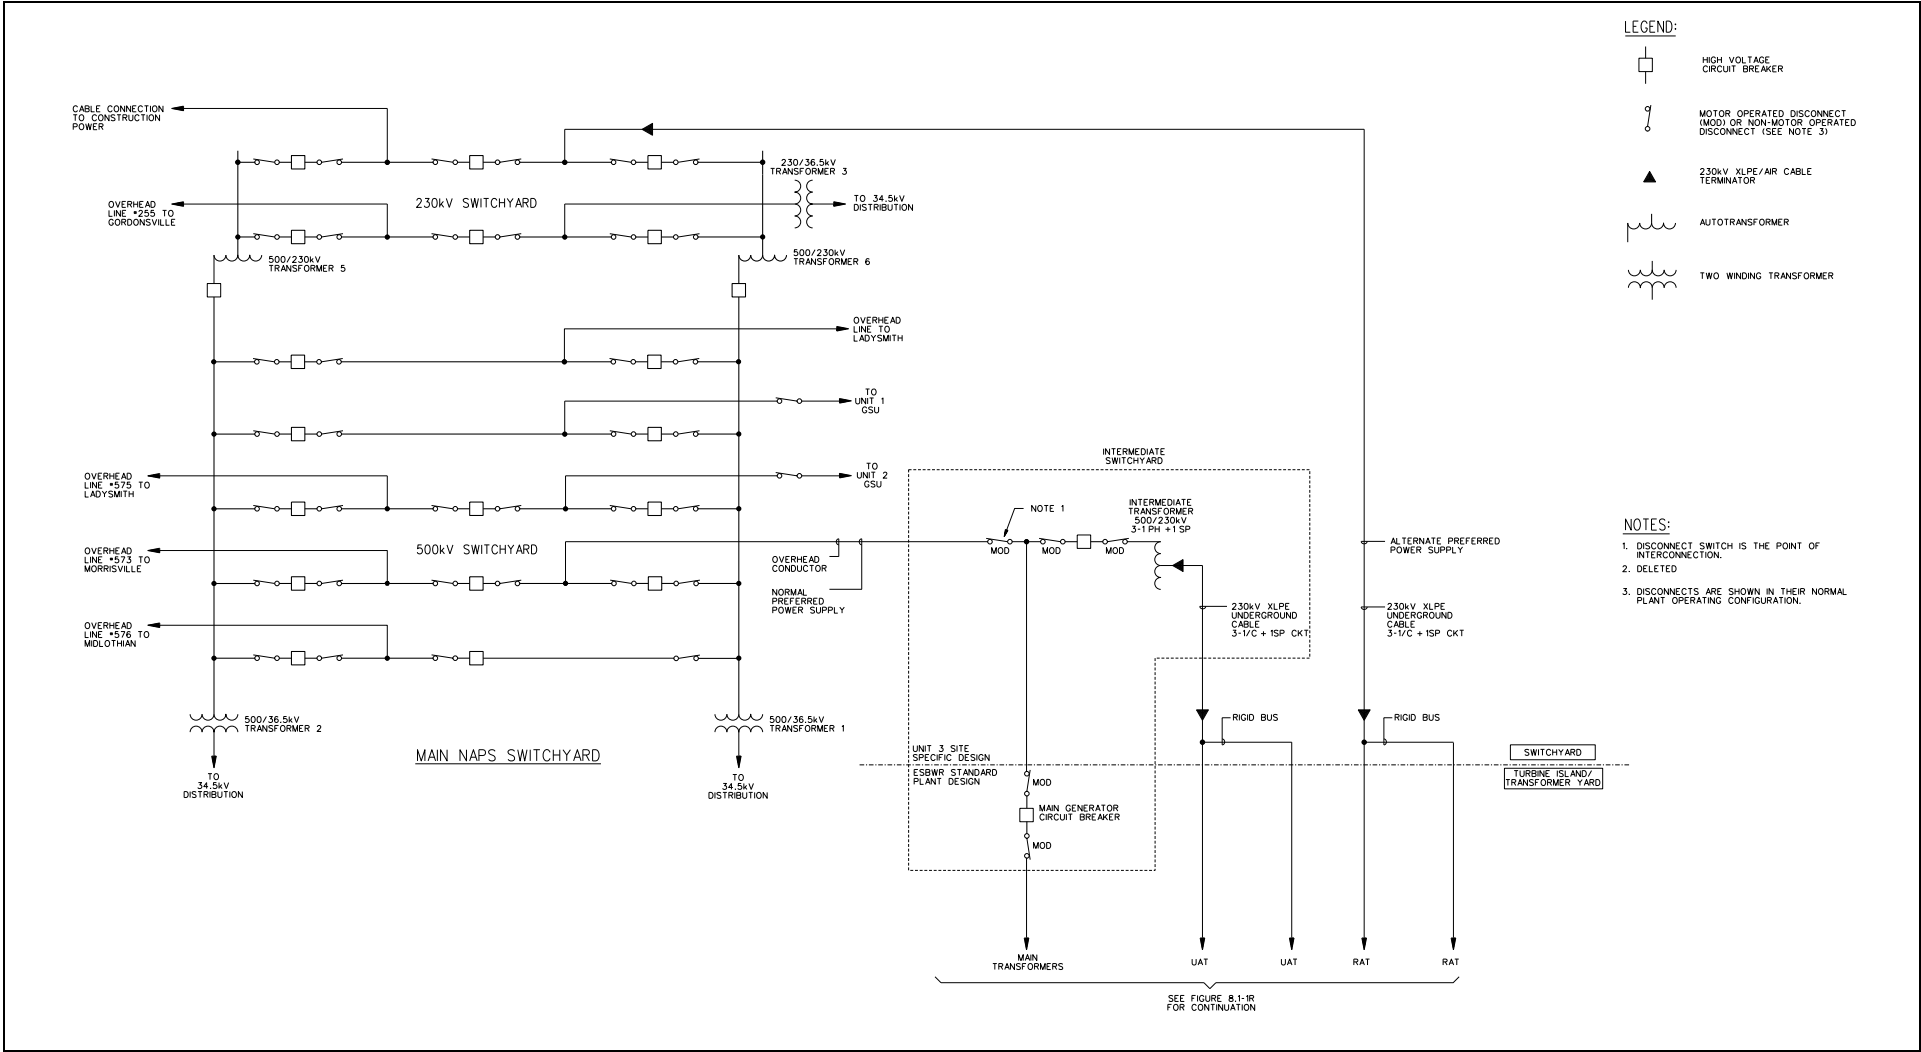 LEGEND:
HIGH VOLTAGE
CIRCUIT BREAKER
MOTOR OPERATED DISCONNECT
(MOD) OR NON-MOTOR OPERATED
DISCONNECT (SEE NOTE 3)
230kV XLPE/AIR CABLE
TERMINATOR
AUTOTRANSFORMER
TWO WINDING TRANSFORMER
CABLE CONNECTION
TO CONSTRUCTION
POWER
230/36.5kV
TRANSFORMER 3
TO 34.5kV
DISTRIBUTION
OVERHEAD
LINE #255 TO
GORDONSVILLE
230kV SWITCHYARD
500/230kV
TRANSFORMER 5
500/230kV
TRANSFORMER 6
OVERHEAD
LINE TO
LADYSMITH
TO
UNIT 1
GSU
TO
UNIT 2
GSU
OVERHEAD
LINE #575 TO
LADYSMITH
500kV SWITCHYARD
OVERHEAD
LINE #573 TO
MORRISVILLE
OVERHEAD
LINE #576 TO
MIDLOTHIAN
OVERHEAD
CONDUCTOR
NORMAL
PREFERRED
POWER SUPPLY
500/36.5kV
TRANSFORMER 2
500/36.5kV
TRANSFORMER 1
MAIN NAPS SWITCHYARD
TO
34.5kV
DISTRIBUTION
TO
34.5kV
DISTRIBUTION
INTERMEDIATE
SWITCHYARD
NOTE 1
INTERMEDIATE
TRANSFORMER
500/230kV
3-1 PH +1 SP
MOD
MOD
MOD
230kV XLPE
UNDERGROUND
CABLE
3-1/C + 1SP CKT
ALTERNATE PREFERRED
POWER SUPPLY
230kV XLPE
UNDERGROUND
CABLE
3-1/C + 1SP CKT
RIGID BUS
RIGID BUS
UNIT 3 SITE
SPECIFIC DESIGN
ESBWR STANDARD
PLANT DESIGN
MOD
MAIN GENERATOR
CIRCUIT BREAKER
MOD
SWITCHYARD
TURBINE ISLAND/
TRANSFORMER YARD
MAIN
TRANSFORMERS
UAT
UAT
RAT
RAT
SEE FIGURE 8.1-1R
FOR CONTINUATION
NOTES:
1. DISCONNECT SWITCH IS THE POINT OF
INTERCONNECTION.
2. DELETED
3. DISCONNECTS ARE SHOWN IN THEIR NORMAL
PLANT OPERATING CONFIGURATION.